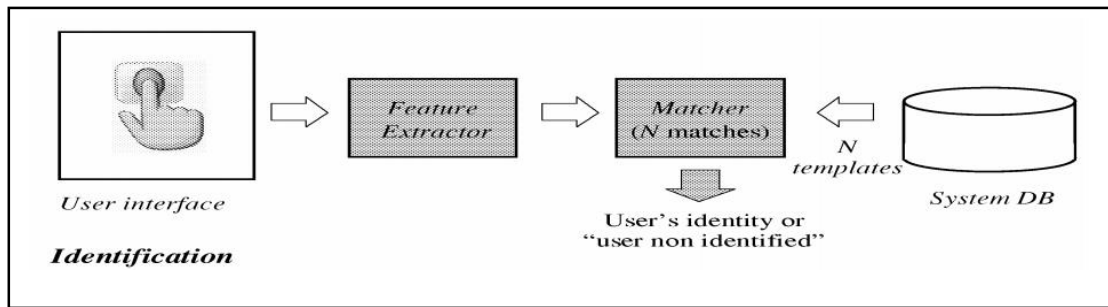 Feature
Extractor
Matcher
(N matches)
N
templates
User interface
System DB
User's identity or
“user non identified”
Identification